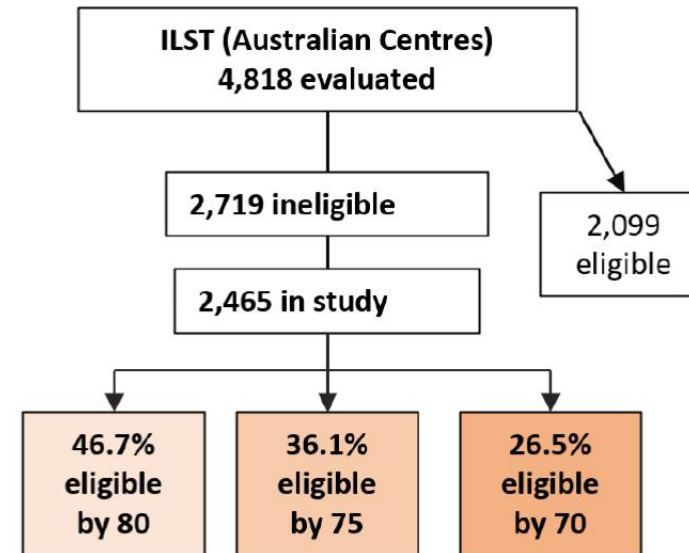 ILST (Australian Centres)
4,818 evaluated
2,719 ineligible
2,099
eligible
2,465 in study
46.7%
eligible
by 80
36.1%
eligible
by 75
26.5%
eligible
by 70